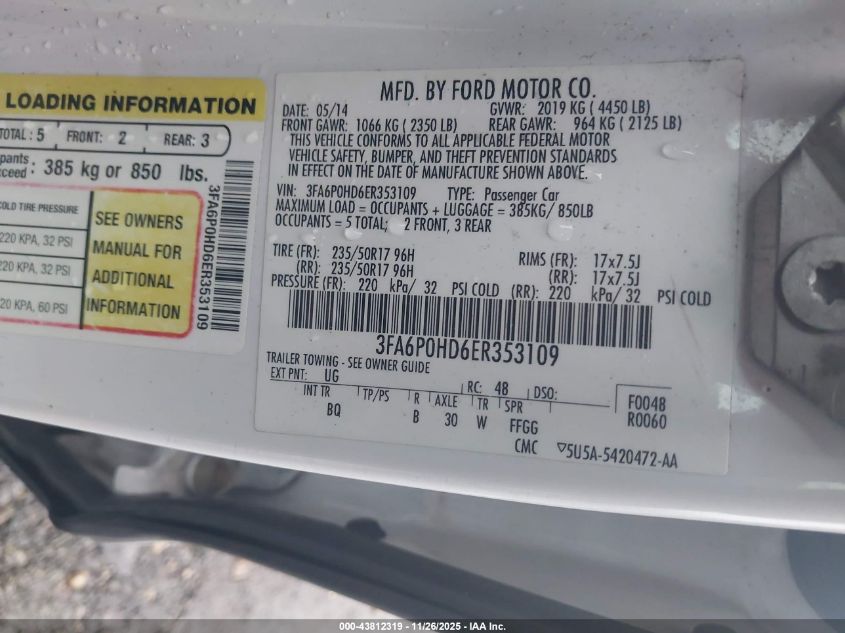 LOADING INFORMATION
TOTAL: 5 FRONT: 2 REAR: 3
pants
ceed: 385 kg or 850 lbs.
COLD TIRE PRESSURE
220 KPA, 32 PSI
220 KPA, 32 PSI
20 KPA, 60 PSI
SEE OWNERS
MANUAL FOR
ADDITIONAL
INFORMATION
3FA6P0HD6ER353109
MFD. BY FORD MOTOR CO.
DATE: 05/14 GVWR: 2019 KG ( 4450 LB)
FRONT GAWR: 1066 KG ( 2350 LB) REAR GAWR: 964 KG ( 2125 LB)
THIS VEHICLE CONFORMS TO ALL APPLICABLE FEDERAL MOTOR
VEHICLE SAFETY, BUMPER, AND THEFT PREVENTION STANDARDS
IN EFFECT ON THE DATE OF MANUFACTURE SHOWN ABOVE.
VIN: 3FA6P0HD6ER353109 TYPE: Passenger Car
MAXIMUM LOAD = OCCUPANTS + LUGGAGE = 385KG/ 850LB
OCCUPANTS = 5 TOTAL; 2 FRONT, 3 REAR
TIRE (FR): 235/50R17 96H RIMS (FR): 17x7.5J
(RR): 235/50R17 96H (RR): 17x7.5J
PRESSURE (FR): 220 kPa/ 32 PSI COLD (RR): 220 kPa/ 32 PSI COLD
3FA6P0HD6ER353109
TRAILER TOWING - SEE OWNER GUIDE
EXT PNT: UG RC: 48 DSO: F0048
INT TR TP/PS R AXLE TR SPR R0060
BQ B 30 W FFGG
CMC 5U5A-5420472-AA
000-43812319 - 11/26/2025 - IAA Inc.